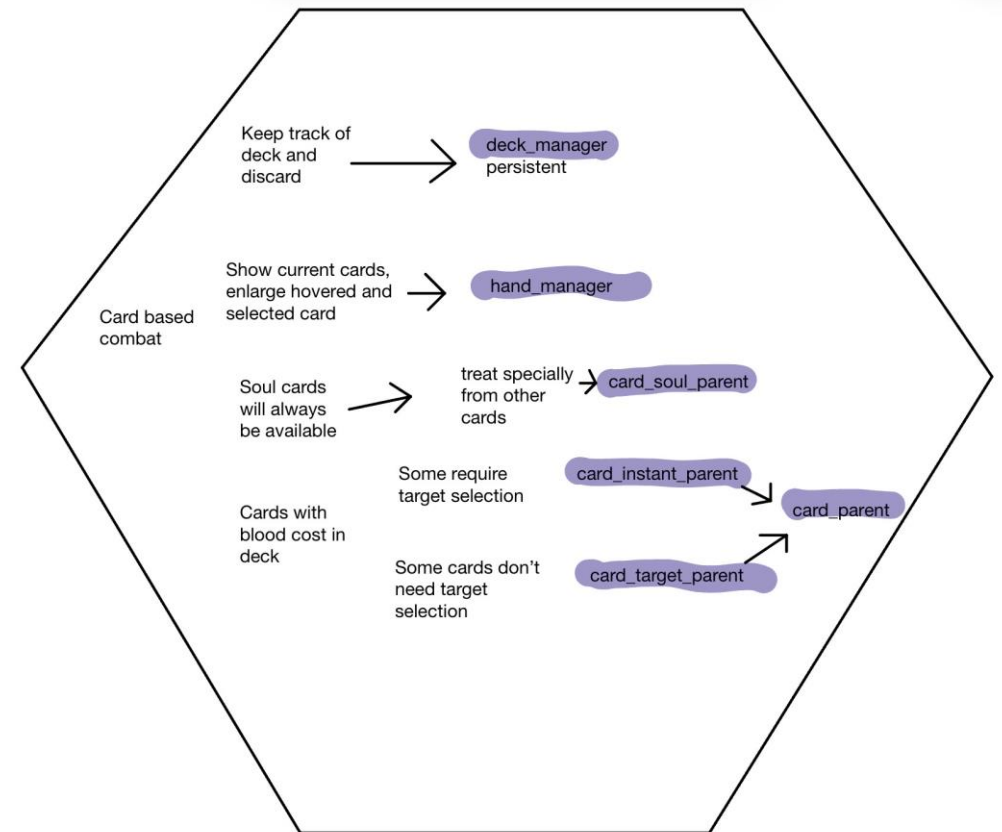 Keep track of
deck and
discard
deck_manager
persistent
Show current cards,
enlarge hovered and
selected card
hand_manager
Card based
combat
Soul cards
will always
be available
treat specially
from other
cards
card_soul_parent
Cards with
blood cost in
deck
Some require
target selection
card_instant_parent
card_parent
Some cards don’t
need target
selection
card_target_parent